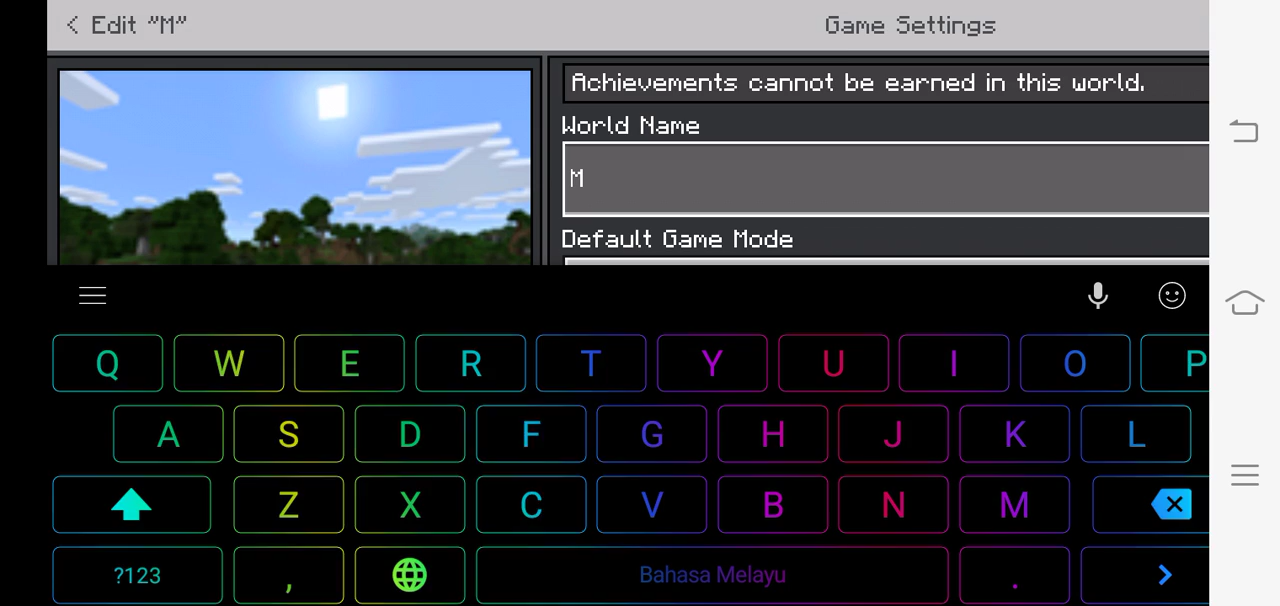 < Edit "M"
Game Settings
Achievements cannot be earned in this world.
World Name
M
Default Game Mode
Q W E R T Y U I O P
A S D F G H J K L
Z X C V B N M
?123 , Bahasa Melayu .